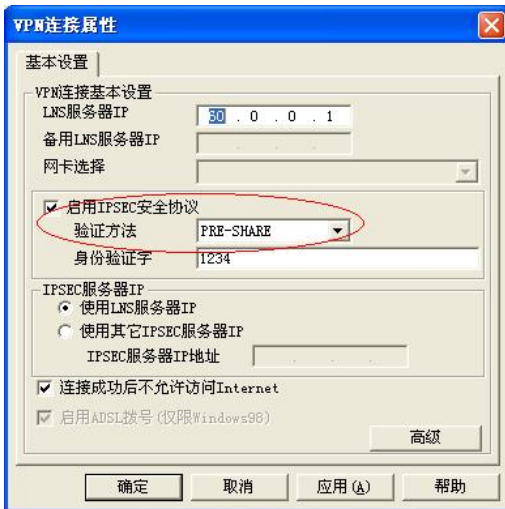 VPN连接属性
基本设置
VPN连接基本设置
LNS服务器IP 60 . 0 . 0 . 1
备用LNS服务器IP
网卡选择
启用IPSEC安全协议
验证方法 PRE-SHARE
身份验证字 1234
IPSEC服务器IP
使用LNS服务器IP
使用其它IPSEC服务器IP
IPSEC服务器IP地址
连接成功后不允许访问Internet
启用ADSL拨号(仅限Windows98)
高级
确定 取消 应用(A) 帮助